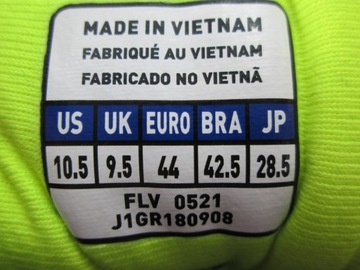 MADE IN VIETNAM
FABRIQUÉ AU VIETNAM
FABRICADO NO VIETNÃ
US UK EURO BRA JP
10.5 9.5 44 42.5 28.5
FLV 0521
J1GR180908